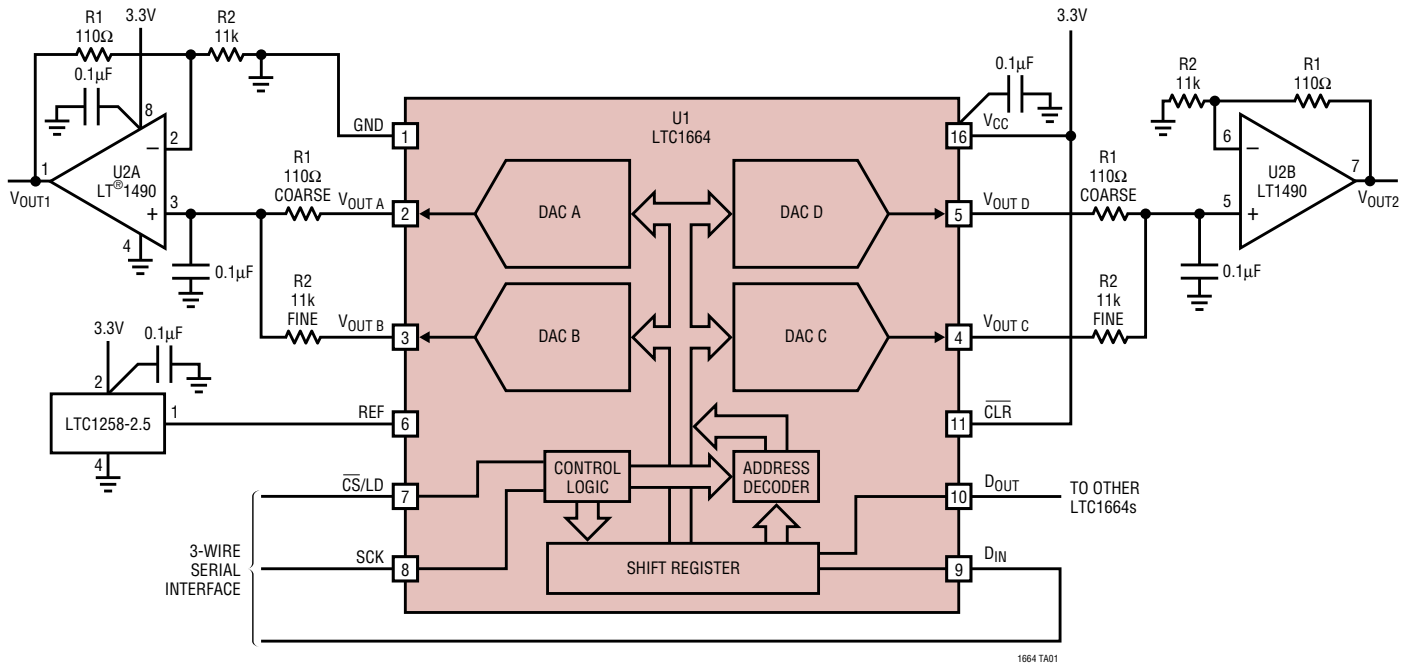 R1
110Ω
3.3V
R2
11k
0.1µF
8
2
−
U2A
LT®1490
1
VOUT1
3
+
4
0.1µF
R1
110Ω
COARSE
R2
11k
FINE
3.3V
0.1µF
2
LTC1258-2.5
1
4
GND
1
VOUT A
2
VOUT B
3
REF
6
CS/LD
7
SCK
8
3-WIRE
SERIAL
INTERFACE
U1
LTC1664
DAC A
DAC D
DAC B
DAC C
CONTROL
LOGIC
ADDRESS
DECODER
SHIFT REGISTER
3.3V
0.1µF
16
VCC
5
VOUT D
4
VOUT C
11
CLR
10
DOUT
TO OTHER
LTC1664s
9
DIN
R1
110Ω
COARSE
R2
11k
FINE
R2
11k
R1
110Ω
6
−
U2B
LT1490
7
VOUT2
5
+
0.1µF
1664 TA01